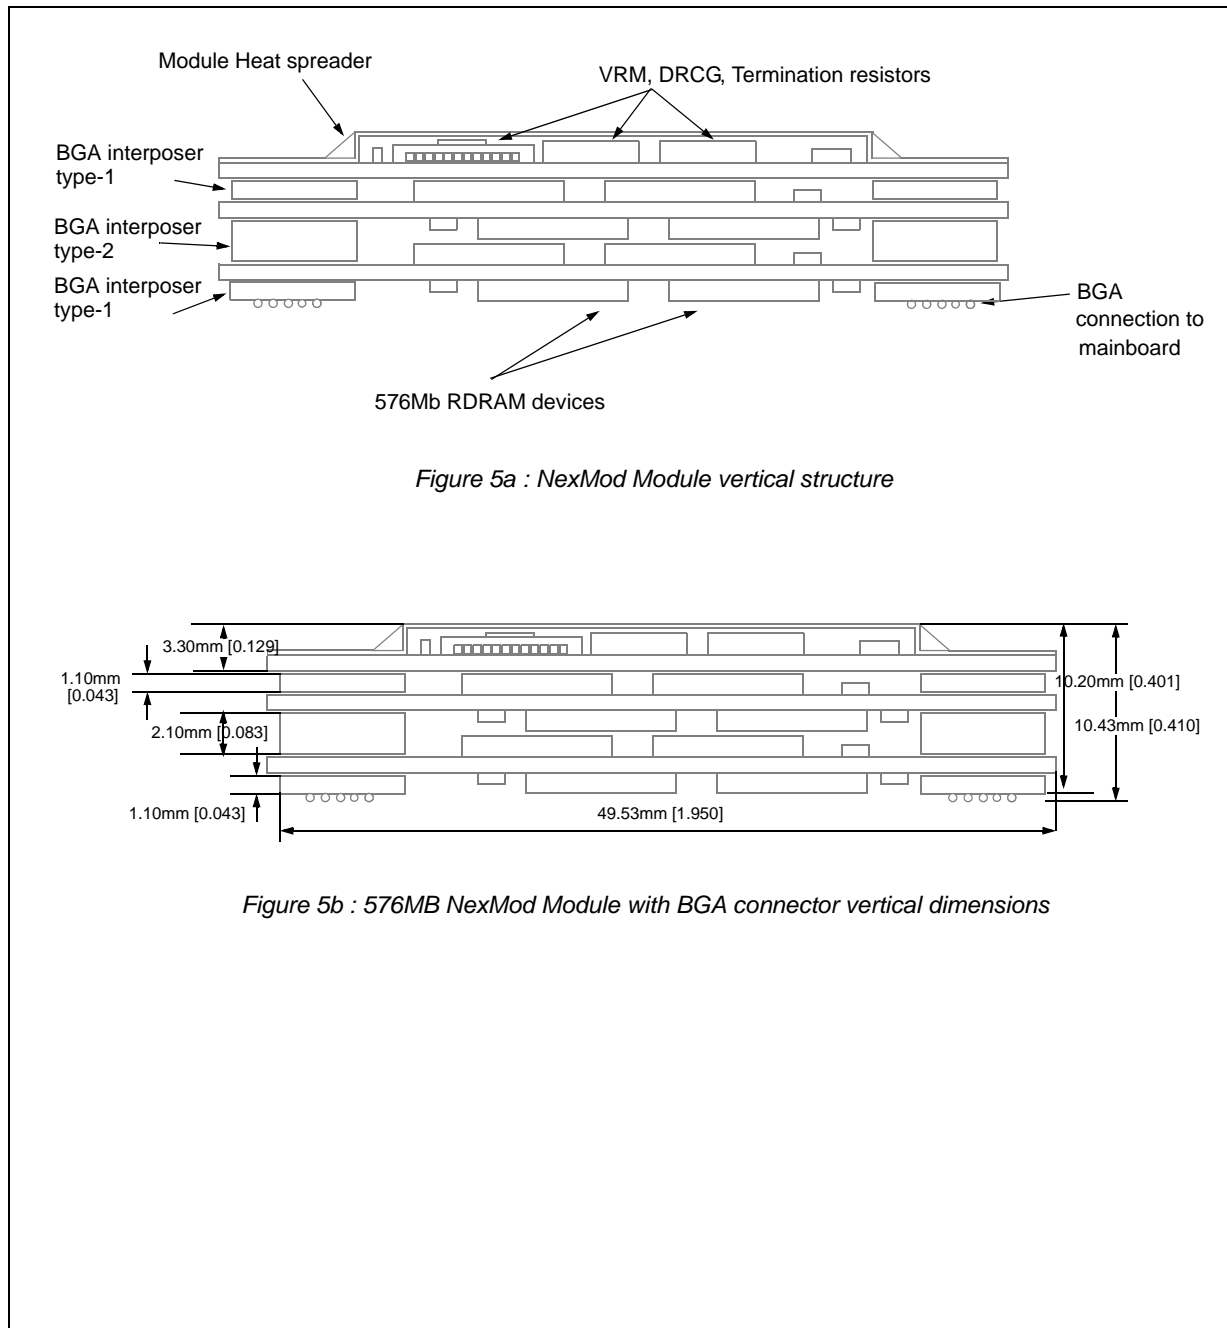 Module Heat spreader
VRM, DRCG, Termination resistors
BGA interposer
type-1
BGA interposer
type-2
BGA interposer
type-1
BGA
connection to
mainboard
576Mb RDRAM devices
Figure 5a : NexMod Module vertical structure
3.30mm [0.129]
1.10mm
[0.043]
10.20mm [0.401]
2.10mm [0.083]
10.43mm [0.410]
1.10mm [0.043]
49.53mm [1.950]
Figure 5b : 576MB NexMod Module with BGA connector vertical dimensions